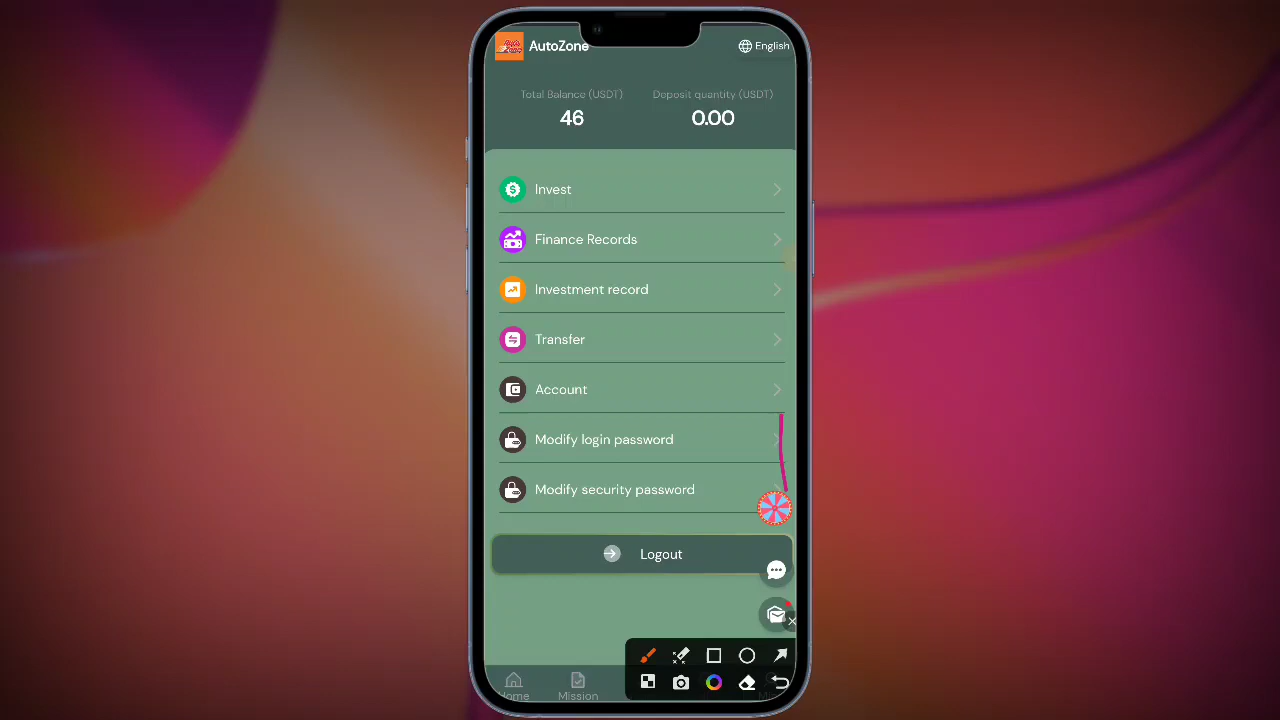 AutoZone
English
Total Balance (USDT)
Deposit quantity (USDT)
46
0.00
Invest
Finance Records
Investment record
Transfer
Account
Modify login password
Modify security password
Logout
Home
Mission